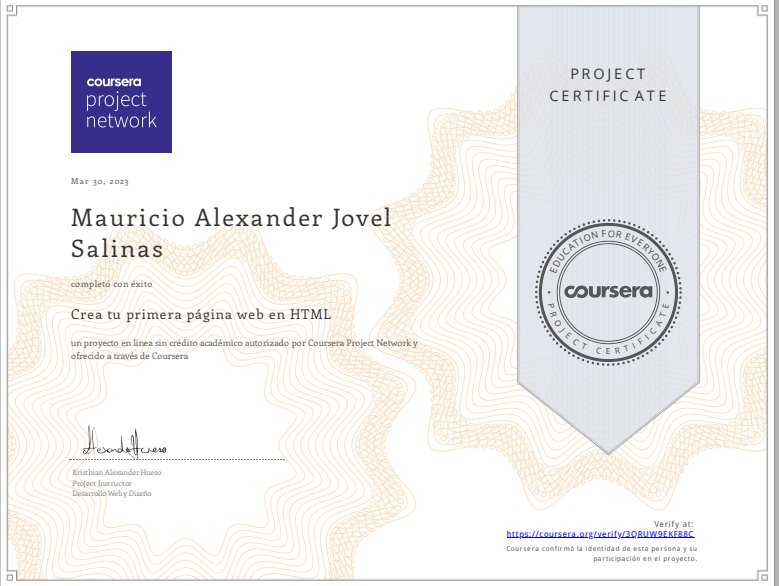 coursera
project
network
PROJECT
CERTIFICATE
Mar 30, 2023
Mauricio Alexander Jovel
Salinas
completó con éxito
Crea tu primera página web en HTML
un proyecto en línea sin crédito académico autorizado por Coursera Project Network y
ofrecido a través de Coursera
EDUCATION FOR EVERYONE
coursera
PROJECT CERTIFICATE
Kristhian Alexander Hueso
Project Instructor
Desarrollo Web y Diseño
Verify at:
https://coursera.org/verify/3QRUW9EKF88C
Coursera confirmó la identidad de esta persona y su
participación en el proyecto.